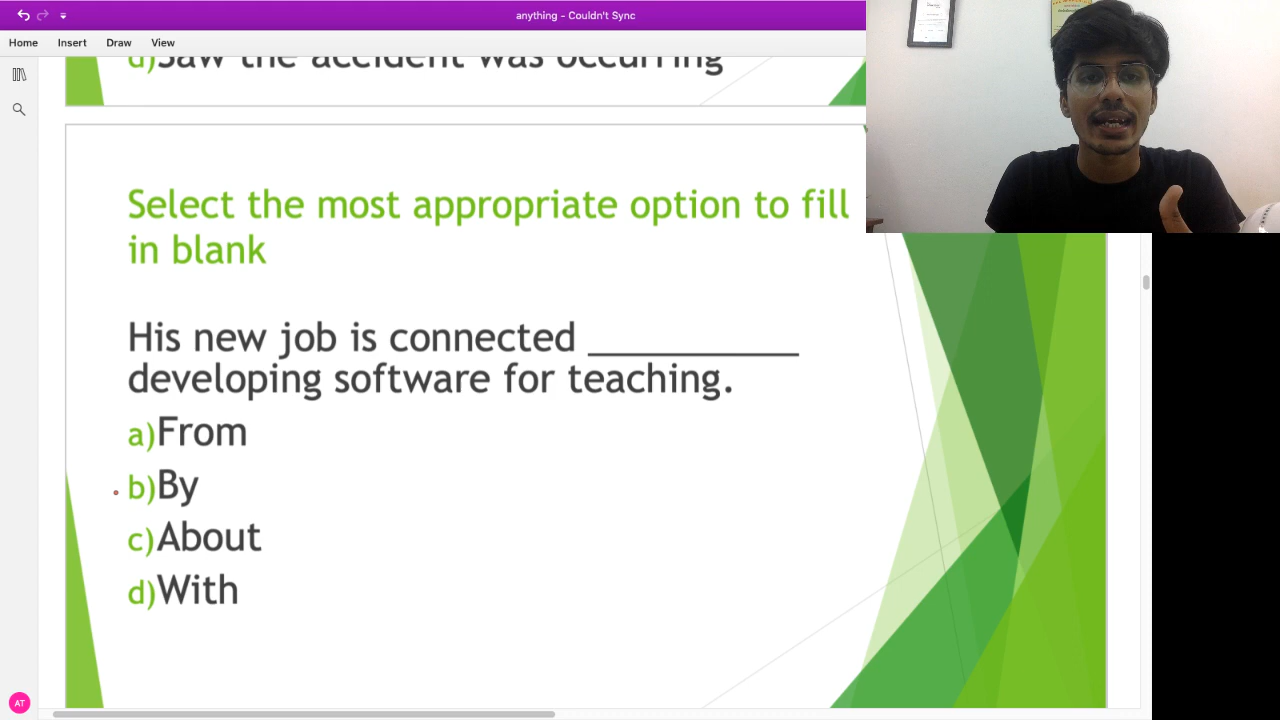 anything - Couldn't Sync
Home Insert Draw View
d)Saw the accident was occurring
Select the most appropriate option to fill
in blank
His new job is connected __________
developing software for teaching.
a)From
b)By
c)About
d)With
AT